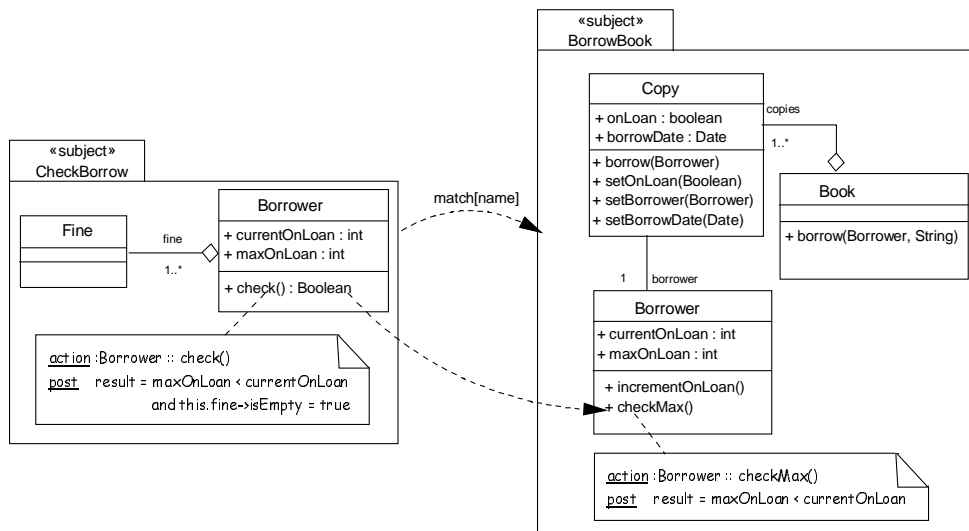 «subject»
CheckBorrow
Fine
fine
1..*
Borrower
+ currentOnLoan : int
+ maxOnLoan : int
+ check() : Boolean
action :Borrower :: check()
post result = maxOnLoan < currentOnLoan
and this.fine->isEmpty = true
match[name]
«subject»
BorrowBook
Copy
+ onLoan : boolean
+ borrowDate : Date
+ borrow(Borrower)
+ setOnLoan(Boolean)
+ setBorrower(Borrower)
+ setBorrowDate(Date)
copies
1..*
Book
+ borrow(Borrower, String)
1 borrower
Borrower
+ currentOnLoan : int
+ maxOnLoan : int
+ incrementOnLoan()
+ checkMax()
action :Borrower :: checkMax()
post result = maxOnLoan < currentOnLoan